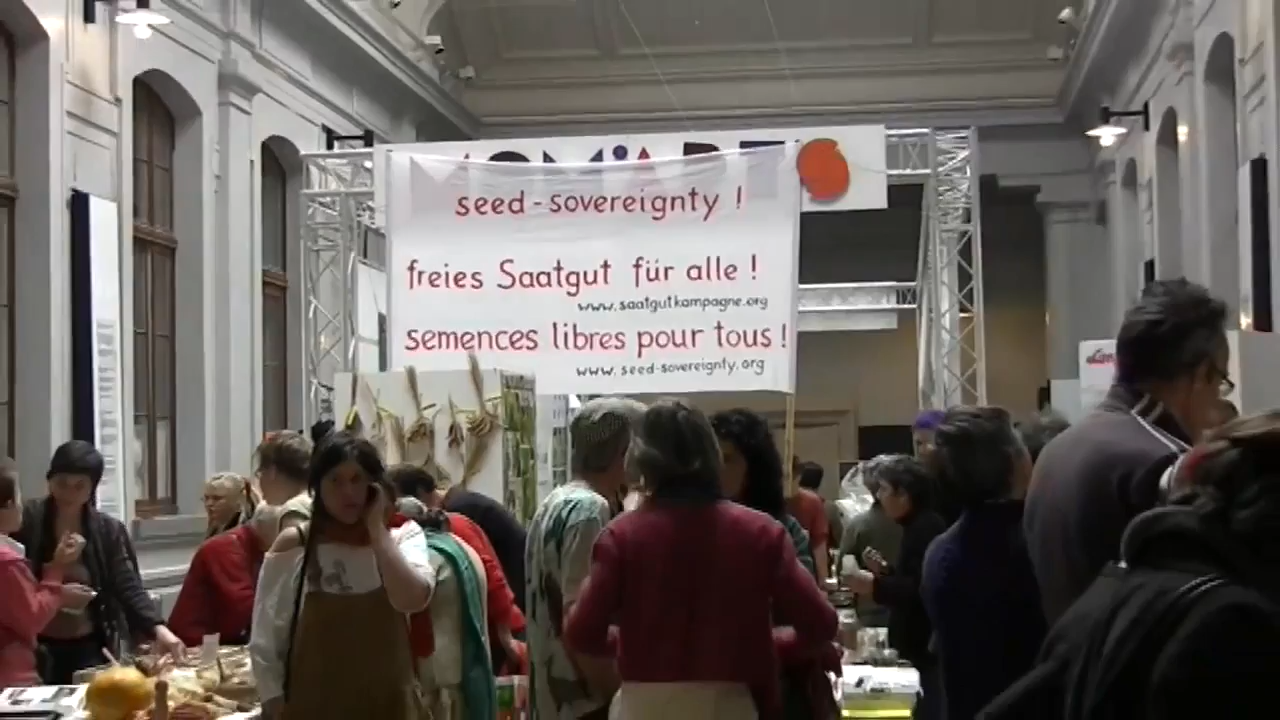 seed-sovereignty !
freies Saatgut für alle !
www.saatgutkampagne.org
semences libres pour tous !
www.seed-sovereignty.org